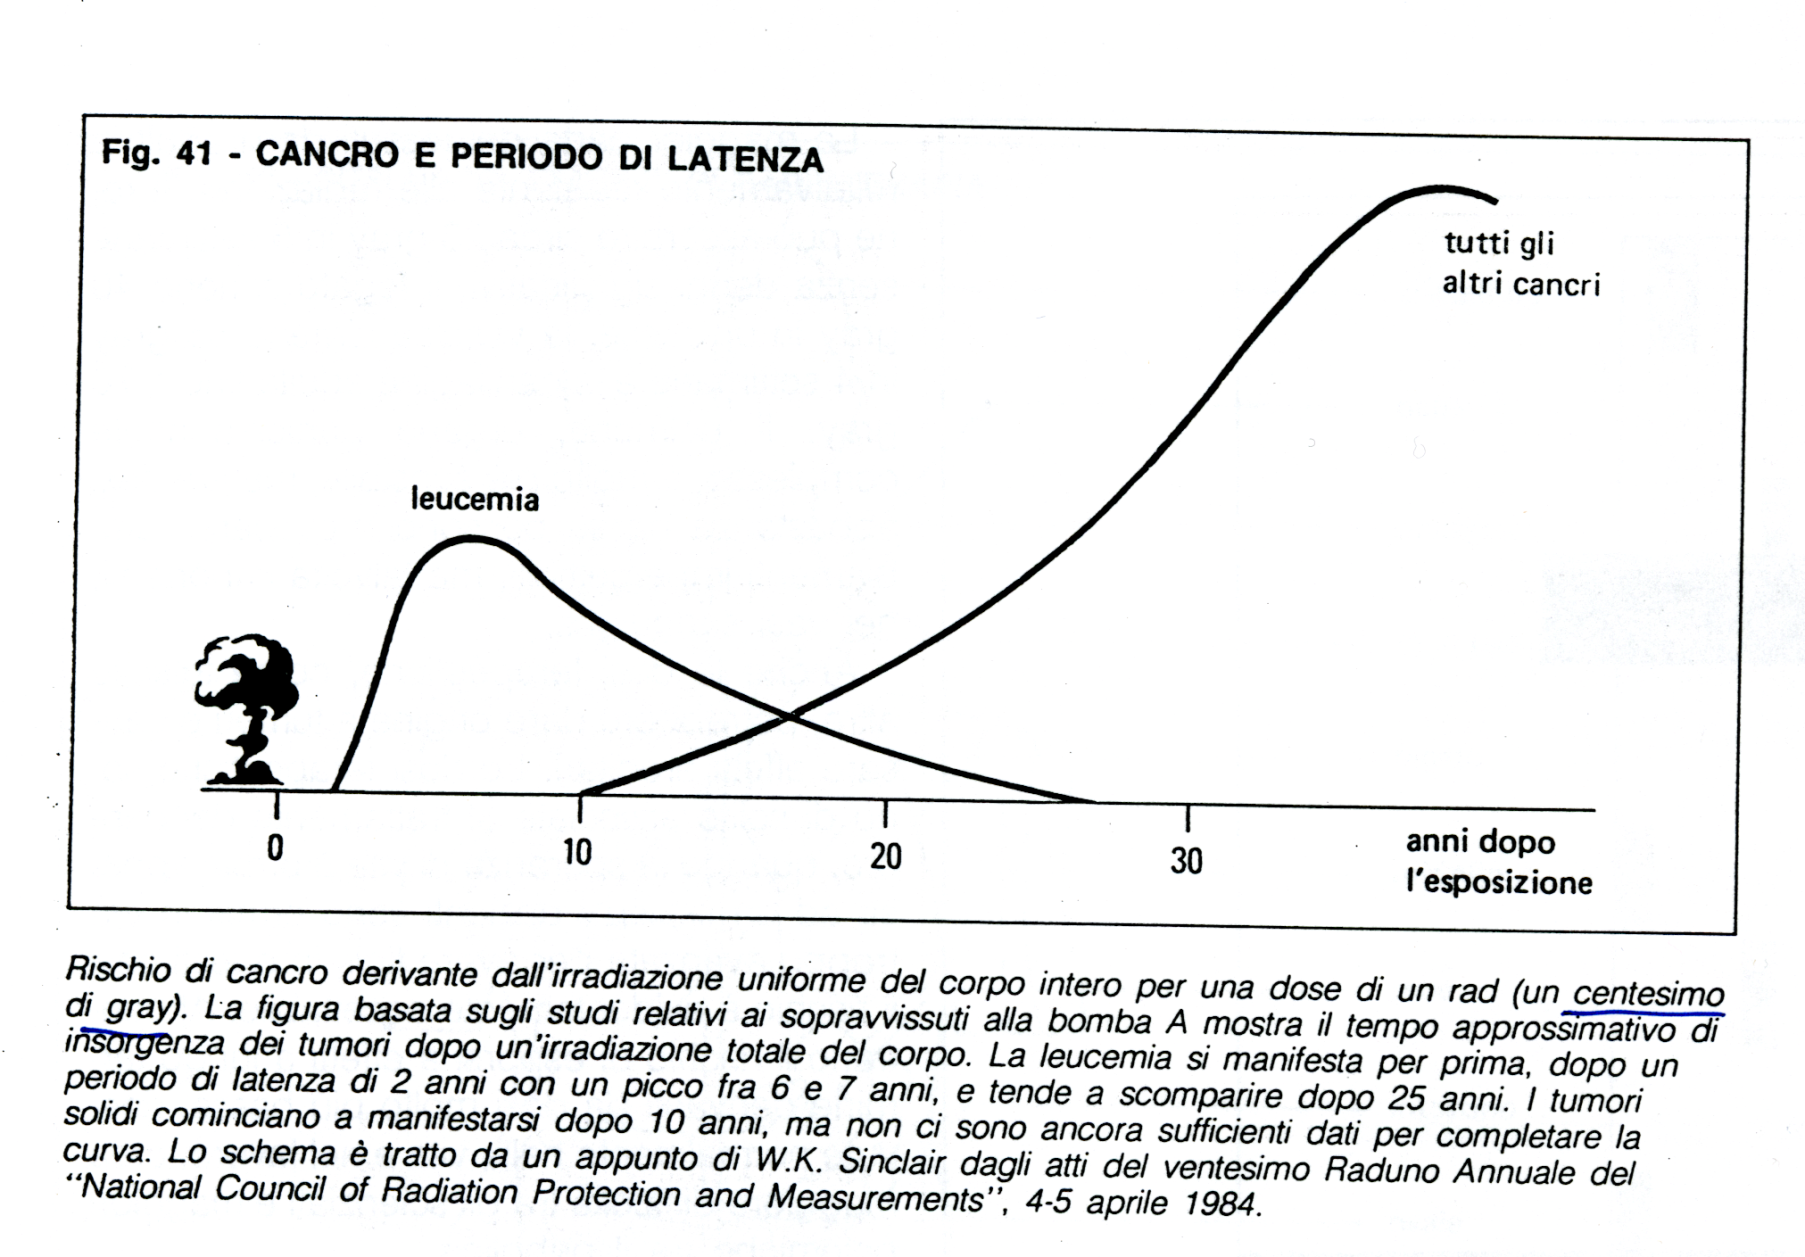 Fig. 41 - CANCRO E PERIODO DI LATENZA
tutti gli
altri cancri
leucemia
0
10
20
30
anni dopo
l'esposizione
Rischio di cancro derivante dall'irradiazione uniforme del corpo intero per una dose di un rad (un centesimo
di gray). La figura basata sugli studi relativi ai sopravvissuti alla bomba A mostra il tempo approssimativo di
insorgenza dei tumori dopo un'irradiazione totale del corpo. La leucemia si manifesta per prima, dopo un
periodo di latenza di 2 anni con un picco fra 6 e 7 anni, e tende a scomparire dopo 25 anni. I tumori
solidi cominciano a manifestarsi dopo 10 anni, ma non ci sono ancora sufficienti dati per completare la
curva. Lo schema è tratto da un appunto di W.K. Sinclair dagli atti del ventesimo Raduno Annuale del
“National Council of Radiation Protection and Measurements”, 4-5 aprile 1984.